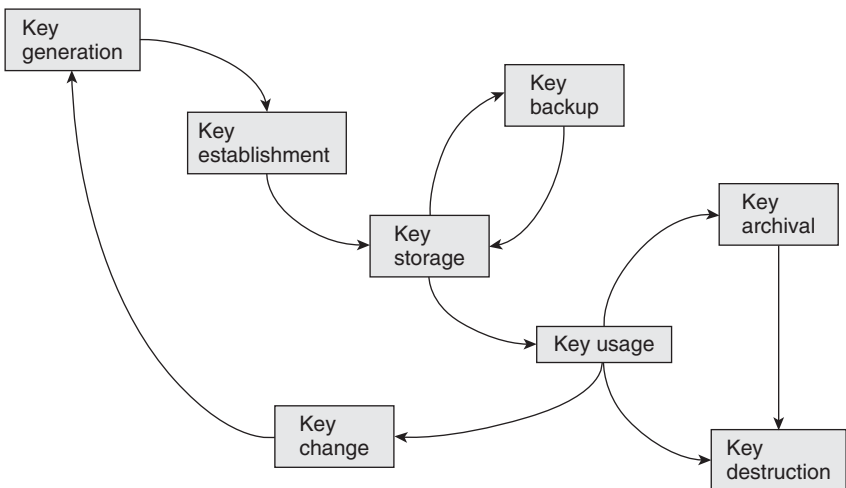 Key
generation
Key
establishment
Key
backup
Key
storage
Key
archival
Key usage
Key
change
Key
destruction